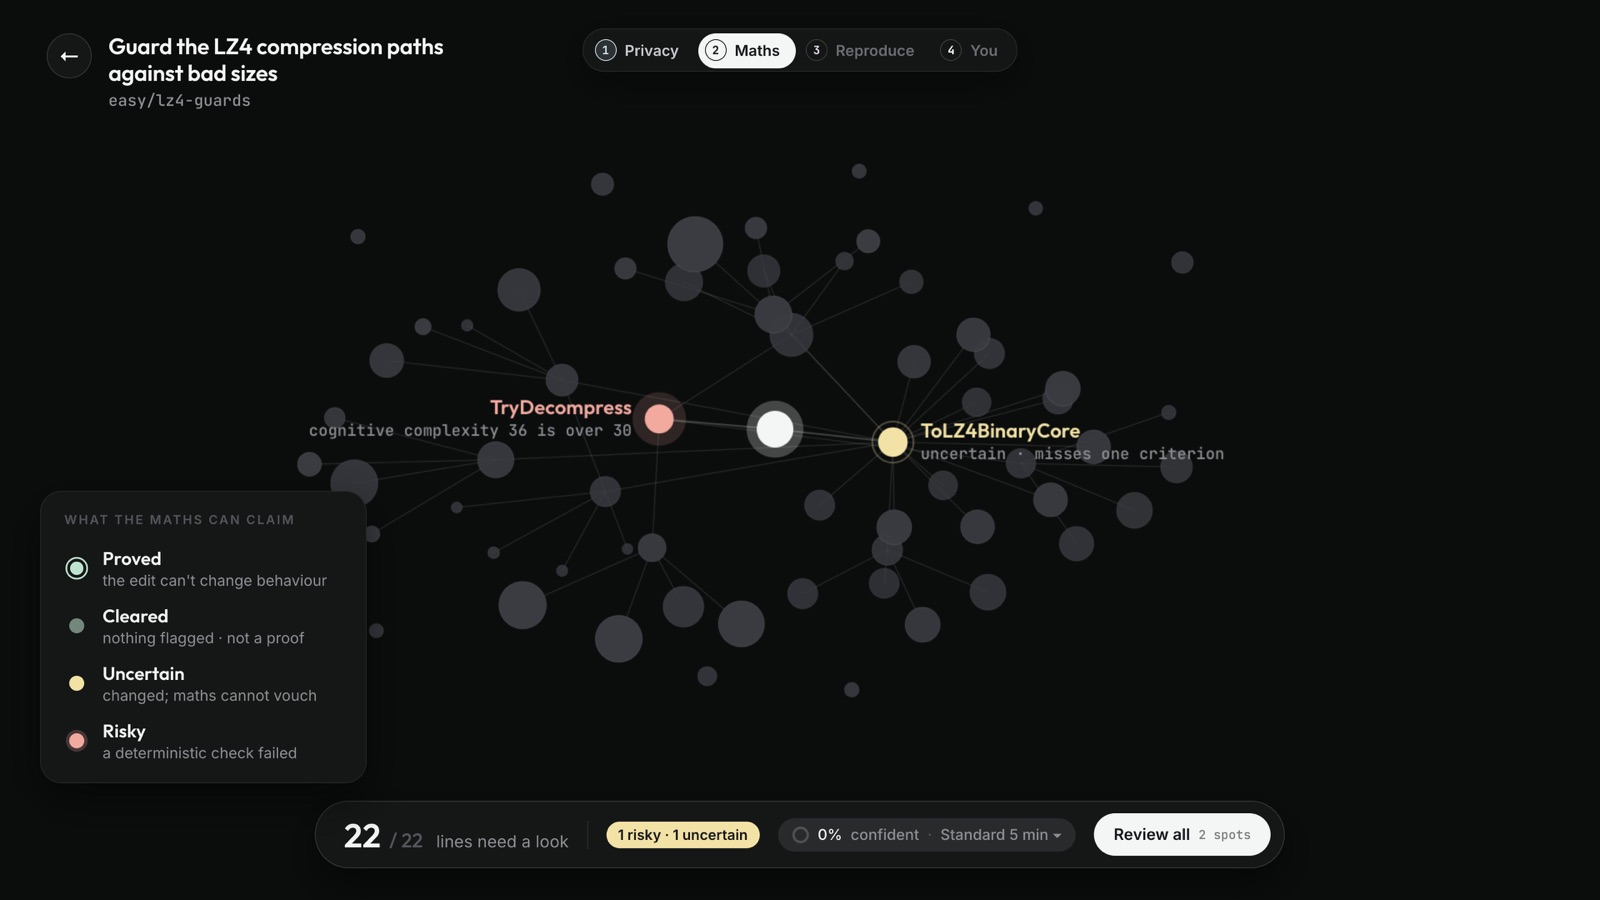 Guard the LZ4 compression paths
against bad sizes
easy/lz4-guards
1 Privacy 2 Maths 3 Reproduce 4 You
TryDecompress
cognitive complexity 36 is over 30
ToLZ4BinaryCore
uncertain · misses one criterion
WHAT THE MATHS CAN CLAIM
Proved
the edit can't change behaviour
Cleared
nothing flagged · not a proof
Uncertain
changed; maths cannot vouch
Risky
a deterministic check failed
22 / 22 lines need a look 1 risky · 1 uncertain 0% confident · Standard 5 min Review all 2 spots